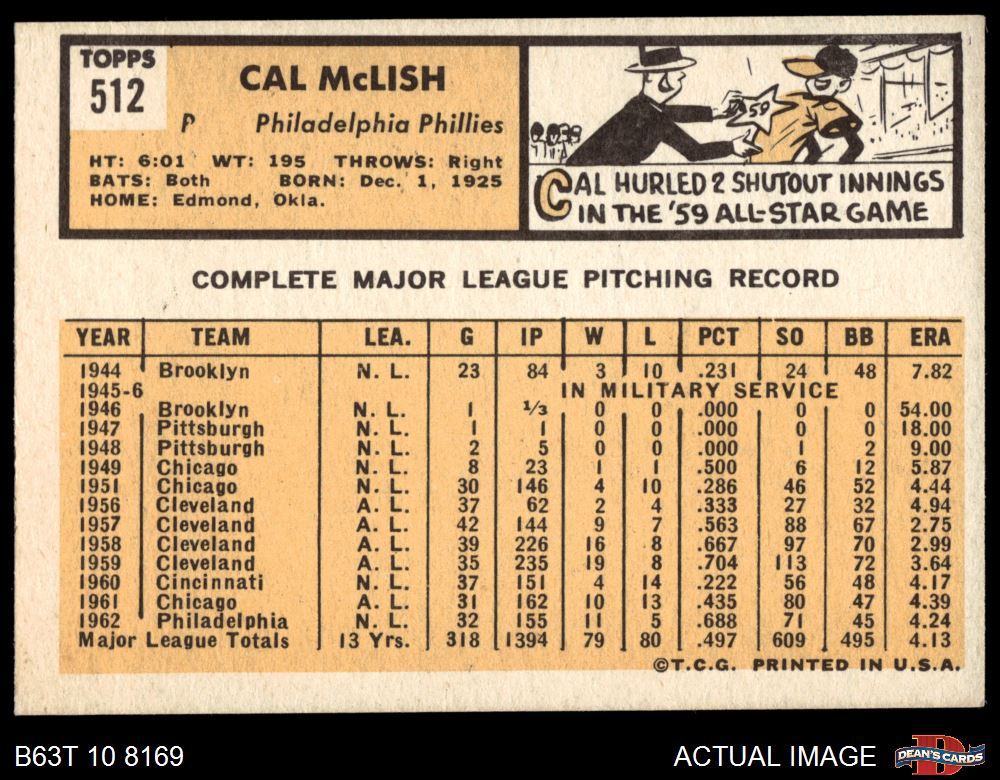 TOPPS
512
CAL McLISH
P Philadelphia Phillies
HT: 6:01 WT: 195 THROWS: Right
BATS: Both BORN: Dec. 1, 1925
HOME: Edmond, Okla.
59
CAL HURLED 2 SHUTOUT INNINGS
IN THE '59 ALL-STAR GAME
COMPLETE MAJOR LEAGUE PITCHING RECORD
YEAR TEAM LEA. G IP W L PCT SO BB ERA
1944 Brooklyn N. L. 23 84 3 10 .231 24 48 7.82
1945-6 IN MILITARY SERVICE
1946 Brooklyn N. L. 1 1/3 0 0 .000 0 0 54.00
1947 Pittsburgh N. L. 1 1 0 0 .000 0 0 18.00
1948 Pittsburgh N. L. 2 5 0 0 .000 1 2 9.00
1949 Chicago N. L. 8 23 1 1 .500 6 12 5.87
1951 Chicago N. L. 30 146 4 10 .286 46 52 4.44
1956 Cleveland A. L. 37 62 2 4 .333 27 32 4.94
1957 Cleveland A. L. 42 144 9 7 .563 88 67 2.75
1958 Cleveland A. L. 39 226 16 8 .667 97 70 2.99
1959 Cleveland A. L. 35 235 19 8 .704 113 72 3.64
1960 Cincinnati N. L. 37 151 4 14 .222 56 48 4.17
1961 Chicago A. L. 31 162 10 13 .435 80 47 4.39
1962 Philadelphia N. L. 32 155 11 5 .688 71 45 4.24
Major League Totals 13 Yrs. 318 1394 79 80 .497 609 495 4.13
©T.C.G. PRINTED IN U.S.A.
B63T 10 8169 ACTUAL IMAGE
DEAN'S CARDS